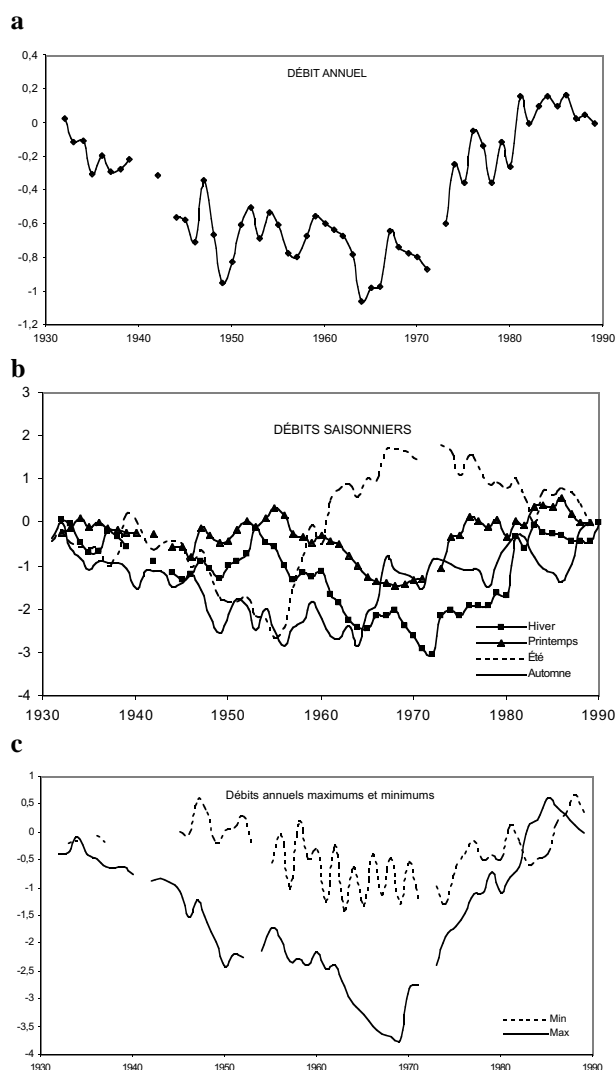 a
0,4
DÉBIT ANNUEL
0,2
0
-0,2
-0,4
-0,6
-0,8
-1
-1,2
1930 1940 1950 1960 1970 1980 1990
b
3
DÉBITS SAISONNIERS
2
1
0
-1
-2
-3
-4
Hiver
Printemps
Été
Automne
1930 1940 1950 1960 1970 1980 1990
c
1
Débits annuels maximums et minimums
0,5
0
-0,5
-1
-1,5
-2
-2,5
-3
-3,5
-4
Min
Max
1930 1940 1950 1960 1970 1980 1990